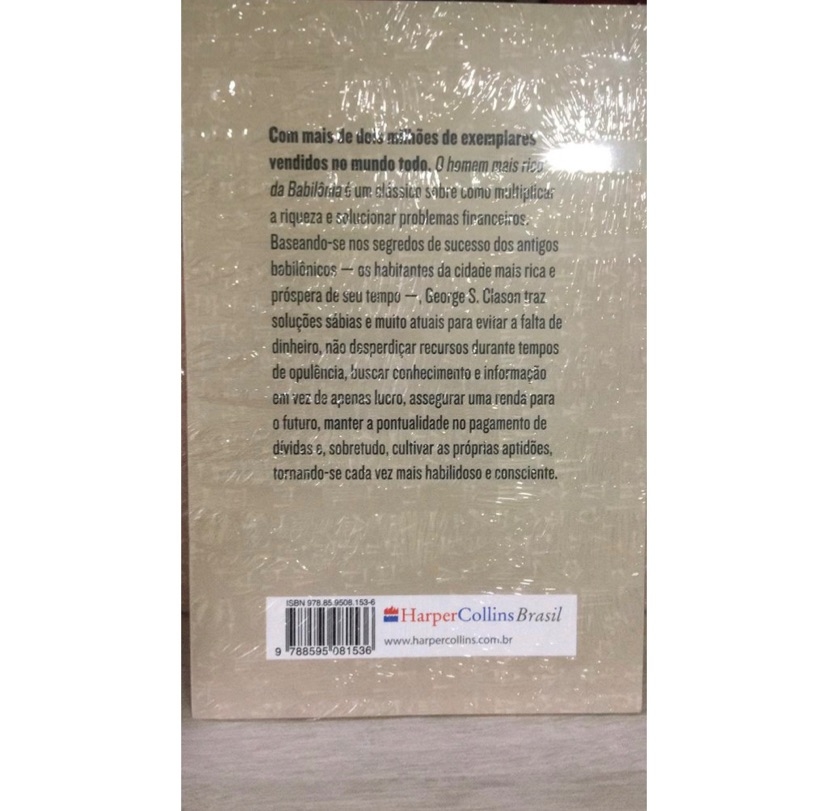 Com mais de dois milhões de exemplares
vendidos no mundo todo, O homem mais rico
da Babilônia é um clássico sobre como multiplicar
a riqueza e solucionar problemas financeiros.
Baseando-se nos segredos de sucesso dos antigos
babilônicos — os habitantes da cidade mais rica e
próspera de seu tempo —, George S. Clason traz
soluções sábias e muito atuais para evitar a falta de
dinheiro, não desperdiçar recursos durante tempos
de opulência, buscar conhecimento e informação
em vez de apenas lucro, assegurar uma renda para
o futuro, manter a pontualidade no pagamento de
dívidas e, sobretudo, cultivar as próprias aptidões,
tornando-se cada vez mais habilidoso e consciente.
ISBN 978.85.9508.153-6
9 788595 081536
HarperCollins Brasil
www.harpercollins.com.br